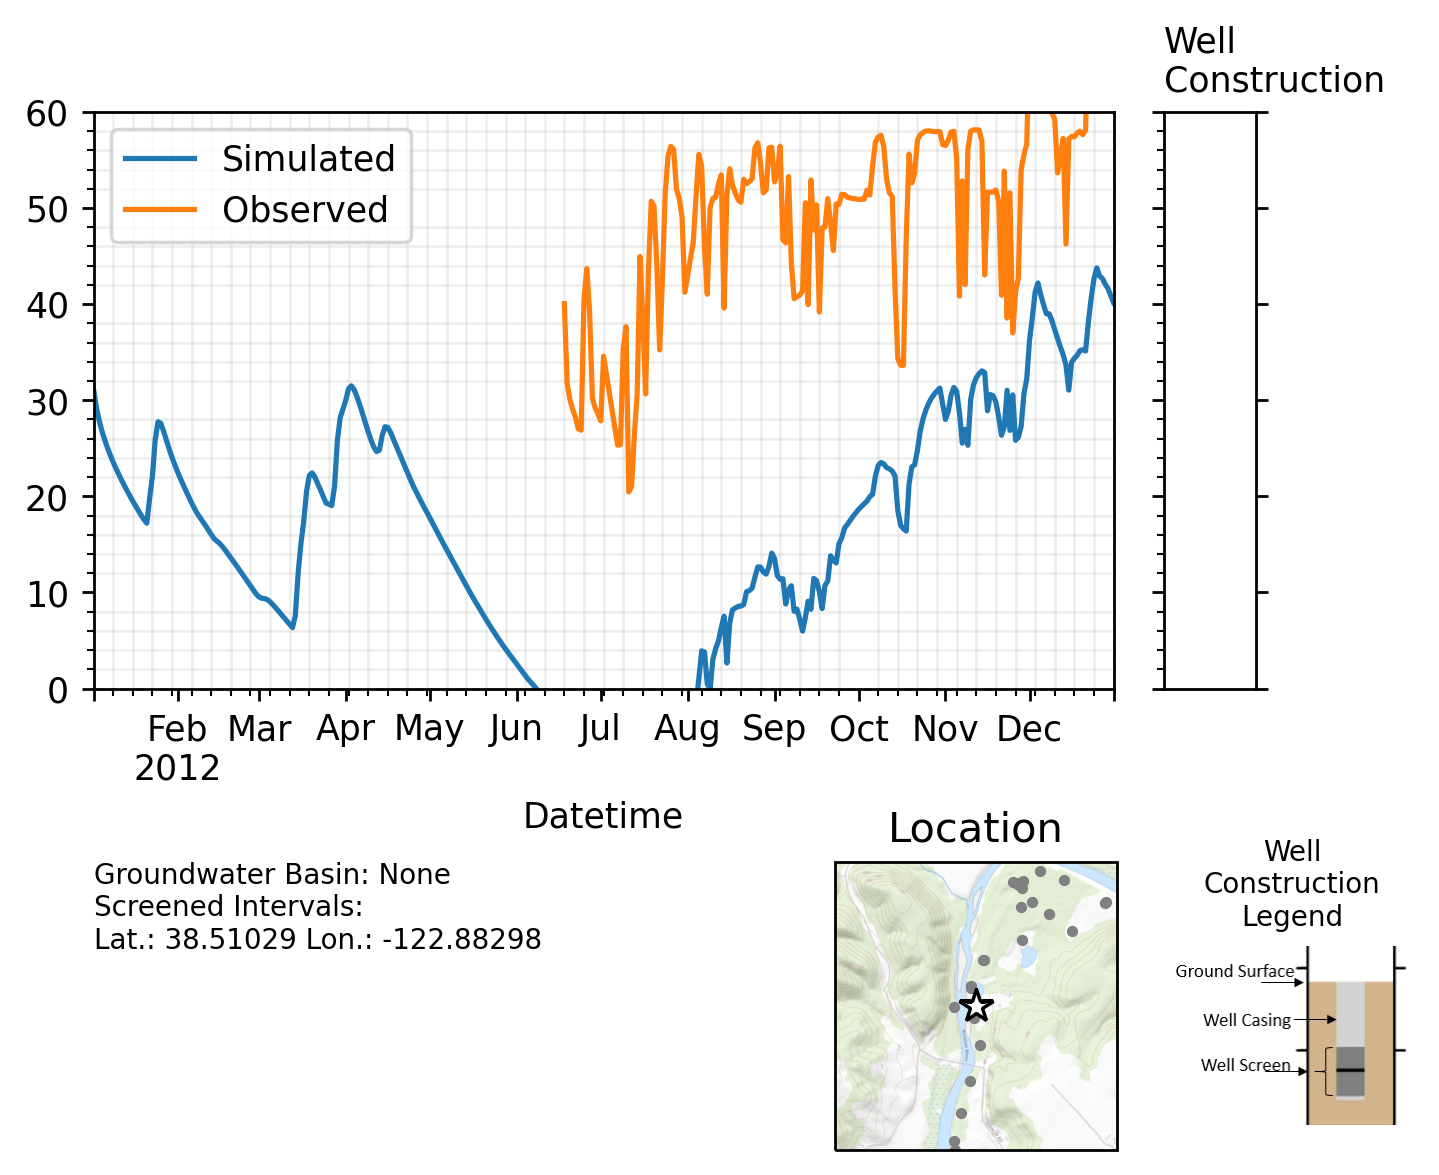 Well
Construction
60
50
40
30
20
10
0
Simulated
Observed
Feb Mar Apr May Jun Jul Aug Sep Oct Nov Dec
2012
Datetime
Groundwater Basin: None
Screened Intervals:
Lat.: 38.51029 Lon.: -122.88298
Location
Well
Construction
Legend
Ground Surface
Well Casing
Well Screen